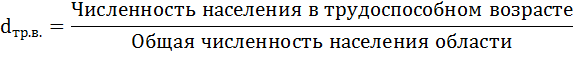 Численность населения в трудоспособном возрасте
dтр.в. =
Общая численность населения области